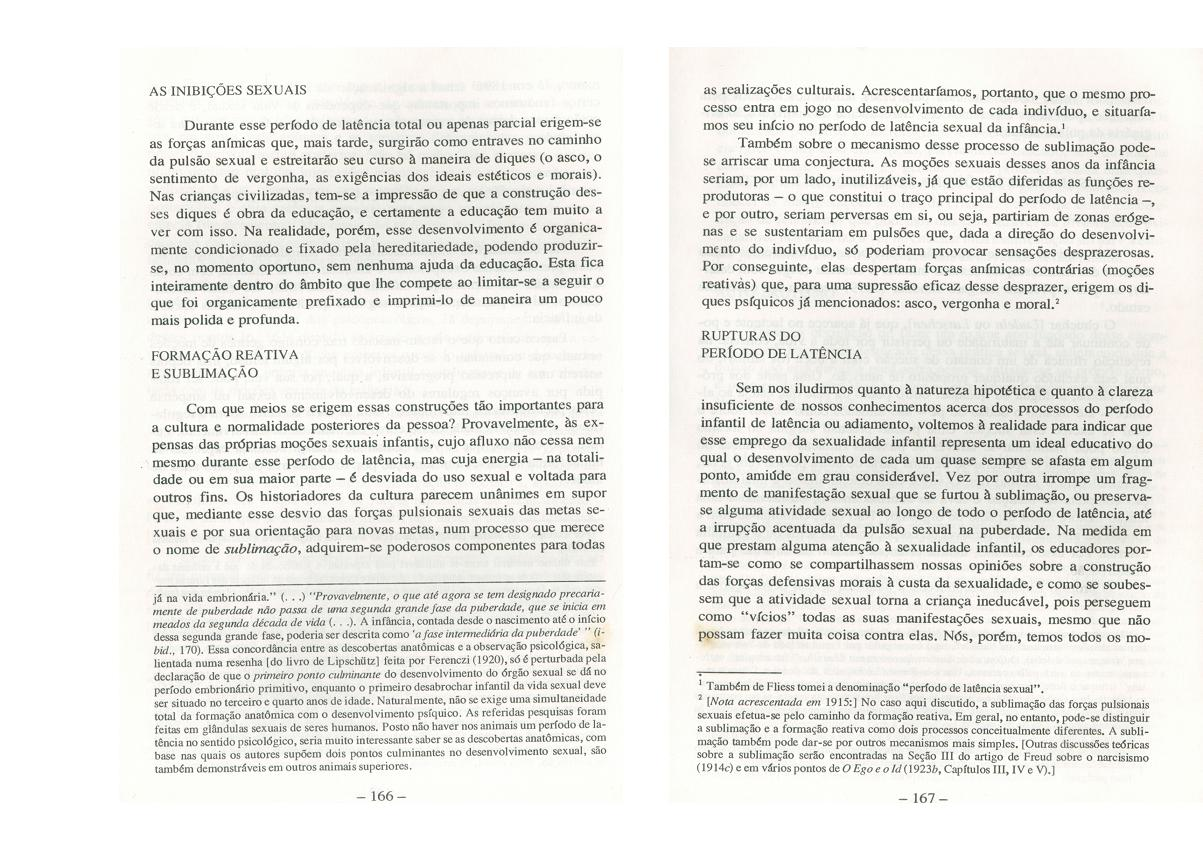 AS INIBIÇÕES SEXUAIS
Durante esse período de latência total ou apenas parcial erigem-se
as forças anímicas que, mais tarde, surgirão como entraves no caminho
da pulsão sexual e estreitarão seu curso à maneira de diques (o asco, o
sentimento de vergonha, as exigências dos ideais estéticos e morais).
Nas crianças civilizadas, tem-se a impressão de que a construção des-
ses diques é obra da educação, e certamente a educação tem muito a
ver com isso. Na realidade, porém, esse desenvolvimento é organica-
mente condicionado e fixado pela hereditariedade, podendo produzir-
se, no momento oportuno, sem nenhuma ajuda da educação. Esta fica
inteiramente dentro do âmbito que lhe compete ao limitar-se a seguir o
que foi organicamente prefixado e imprimi-lo de maneira um pouco
mais polida e profunda.
FORMAÇÃO REATIVA
E SUBLIMAÇÃO
Com que meios se erigem essas construções tão importantes para
a cultura e normalidade posteriores da pessoa? Provavelmente, às ex-
pensas das próprias moções sexuais infantis, cujo afluxo não cessa nem
mesmo durante esse período de latência, mas cuja energia – na totali-
dade ou em sua maior parte – é desviada do uso sexual e voltada para
outros fins. Os historiadores da cultura parecem unânimes em supor
que, mediante esse desvio das forças pulsionais sexuais das metas se-
xuais e por sua orientação para novas metas, num processo que merece
o nome de sublimação, adquirem-se poderosos componentes para todas
já na vida embrionária.” (. . .) “Provavelmente, o que até agora se tem designado precaria-
mente de puberdade não passa de uma segunda grande fase da puberdade, que se inicia em
meados da segunda década de vida (. . .). A infância, contada desde o nascimento até o início
dessa segunda grande fase, poderia ser descrita como ‘a fase intermediária da puberdade’ ” (i-
bid., 170). Essa concordância entre as descobertas anatômicas e a observação psicológica, sa-
lientada numa resenha [do livro de Lipschütz] feita por Ferenczi (1920), só é perturbada pela
declaração de que o primeiro ponto culminante do desenvolvimento do órgão sexual se dá no
período embrionário primitivo, enquanto o primeiro desabrochar infantil da vida sexual deve
ser situado no terceiro e quarto anos de idade. Naturalmente, não se exige uma simultaneidade
total da formação anatômica com o desenvolvimento psíquico. As referidas pesquisas foram
feitas em glândulas sexuais de seres humanos. Posto não haver nos animais um período de la-
tência no sentido psicológico, seria muito interessante saber se as descobertas anatômicas, com
base nas quais os autores supõem dois pontos culminantes no desenvolvimento sexual, são
também demonstráveis em outros animais superiores.
– 166 –
as realizações culturais. Acrescentaríamos, portanto, que o mesmo pro-
cesso entra em jogo no desenvolvimento de cada indivíduo, e situaría-
mos seu início no período de latência sexual da infância.¹
Também sobre o mecanismo desse processo de sublimação pode-
se arriscar uma conjectura. As moções sexuais desses anos da infância
seriam, por um lado, inutilizáveis, já que estão diferidas as funções re-
produtoras – o que constitui o traço principal do período de latência –,
e por outro, seriam perversas em si, ou seja, partiriam de zonas eróge-
nas e se sustentariam em pulsões que, dada a direção do desenvolvi-
mento do indivíduo, só poderiam provocar sensações desprazerosas.
Por conseguinte, elas despertam forças anímicas contrárias (moções
reativas) que, para uma supressão eficaz desse desprazer, erigem os di-
ques psíquicos já mencionados: asco, vergonha e moral.²
RUPTURAS DO
PERÍODO DE LATÊNCIA
Sem nos iludirmos quanto à natureza hipotética e quanto à clareza
insuficiente de nossos conhecimentos acerca dos processos do período
infantil de latência ou adiamento, voltemos à realidade para indicar que
esse emprego da sexualidade infantil representa um ideal educativo do
qual o desenvolvimento de cada um quase sempre se afasta em algum
ponto, amiúde em grau considerável. Vez por outra irrompe um frag-
mento de manifestação sexual que se furtou à sublimação, ou preserva-
se alguma atividade sexual ao longo de todo o período de latência, até
a irrupção acentuada da pulsão sexual na puberdade. Na medida em
que prestam alguma atenção à sexualidade infantil, os educadores por-
tam-se como se compartilhassem nossas opiniões sobre a construção
das forças defensivas morais à custa da sexualidade, e como se soubes-
sem que a atividade sexual torna a criança ineducável, pois perseguem
como “vícios” todas as suas manifestações sexuais, mesmo que não
possam fazer muita coisa contra elas. Nós, porém, temos todos os mo-
¹ Também de Fliess tomei a denominação “período de latência sexual”.
² [Nota acrescentada em 1915:] No caso aqui discutido, a sublimação das forças pulsionais
sexuais efetua-se pelo caminho da formação reativa. Em geral, no entanto, pode-se distinguir
a sublimação e a formação reativa como dois processos conceitualmente diferentes. A subli-
mação também pode dar-se por outros mecanismos mais simples. [Outras discussões teóricas
sobre a sublimação serão encontradas na Seção III do artigo de Freud sobre o narcisismo
(1914c) e em vários pontos de O Ego e o Id (1923b, Capítulos III, IV e V).]
– 167 –